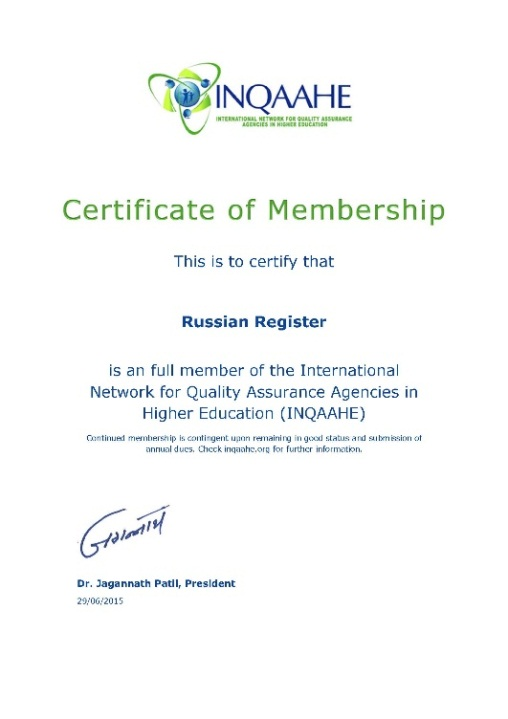 INQAAHE
INTERNATIONAL NETWORK FOR QUALITY ASSURANCE
AGENCIES IN HIGHER EDUCATION
Certificate of Membership
This is to certify that
Russian Register
is an full member of the International
Network for Quality Assurance Agencies in
Higher Education (INQAAHE)
Continued membership is contingent upon remaining in good status and submission of
annual dues. Check inqaahe.org for further information.
Dr. Jagannath Patil, President
29/06/2015